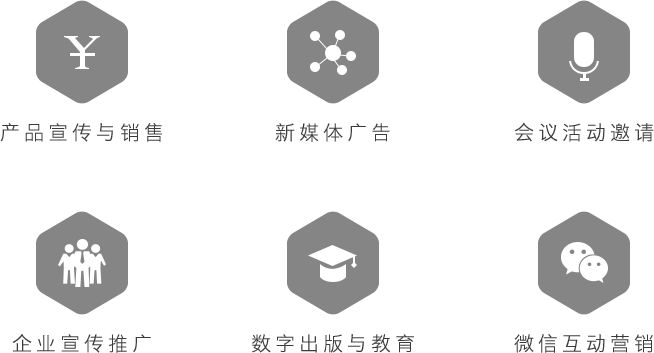 产品宣传与销售
新媒体广告
会议活动邀请
企业宣传推广
数字出版与教育
微信互动营销